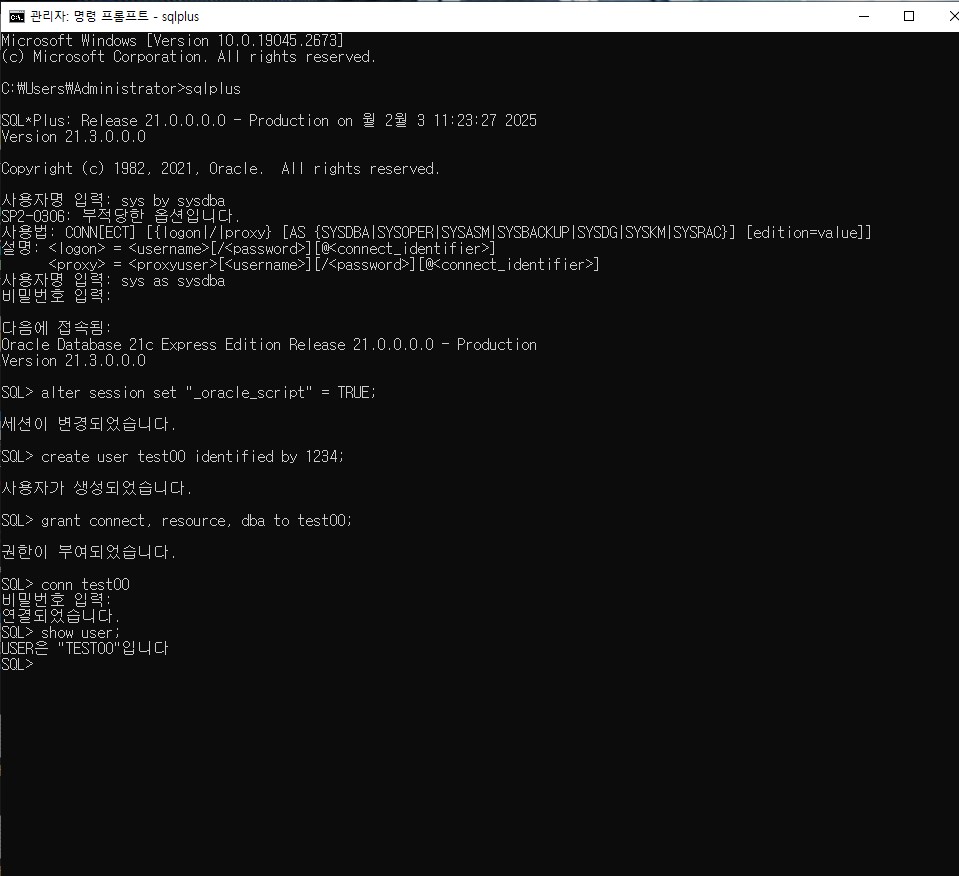 관리자: 명령 프롬프트 - sqlplus
Microsoft Windows [Version 10.0.19045.2673]
(c) Microsoft Corporation. All rights reserved.
C:₩Users₩Administrator>sqlplus
SQL*Plus: Release 21.0.0.0.0 - Production on 월 2월 3 11:23:27 2025
Version 21.3.0.0.0
Copyright (c) 1982, 2021, Oracle.  All rights reserved.
사용자명 입력: sys by sysdba
SP2-0306: 부적당한 옵션입니다.
사용법: CONN[ECT] [{logon|/|proxy} [AS {SYSDBA|SYSOPER|SYSASM|SYSBACKUP|SYSDG|SYSKM|SYSRAC}] [edition=value]]
설명: <logon> = <username>[/<password>][@<connect_identifier>]
      <proxy> = <proxyuser>[<username>][/<password>][@<connect_identifier>]
사용자명 입력: sys as sysdba
비밀번호 입력:
다음에 접속됨:
Oracle Database 21c Express Edition Release 21.0.0.0.0 - Production
Version 21.3.0.0.0
SQL> alter session set "_oracle_script" = TRUE;
세션이 변경되었습니다.
SQL> create user test00 identified by 1234;
사용자가 생성되었습니다.
SQL> grant connect, resource, dba to test00;
권한이 부여되었습니다.
SQL> conn test00
비밀번호 입력:
연결되었습니다.
SQL> show user;
USER은 "TEST00"입니다
SQL>